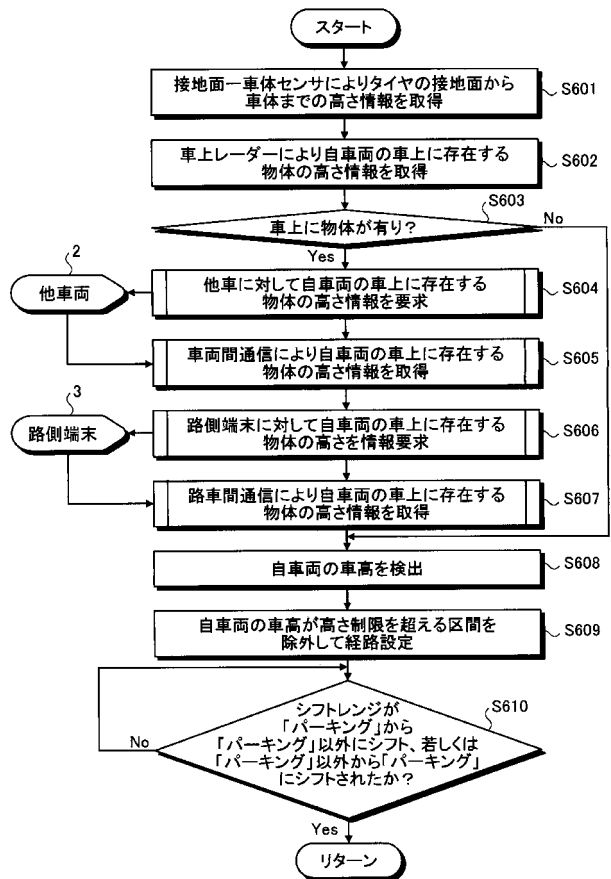 スタート
接地面ー車体センサによりタイヤの接地面から
車体までの高さ情報を取得
S601
車上レーダーにより自車両の車上に存在する
物体の高さ情報を取得
S602
車上に物体が有り?
S603
No
Yes
2
他車両
他車に対して自車両の車上に存在する
物体の高さ情報を要求
S604
車両間通信により自車両の車上に存在する
物体の高さ情報を取得
S605
3
路側端末
路側端末に対して自車両の車上に存在する
物体の高さを情報要求
S606
路車間通信により自車両の車上に存在する
物体の高さ情報を取得
S607
自車両の車高を検出
S608
自車両の車高が高さ制限を超える区間を
除外して経路設定
S609
シフトレンジが
「パーキング」から
「パーキング」以外にシフト、若しくは
「パーキング」以外から「パーキング」
にシフトされたか?
S610
No
Yes
リターン